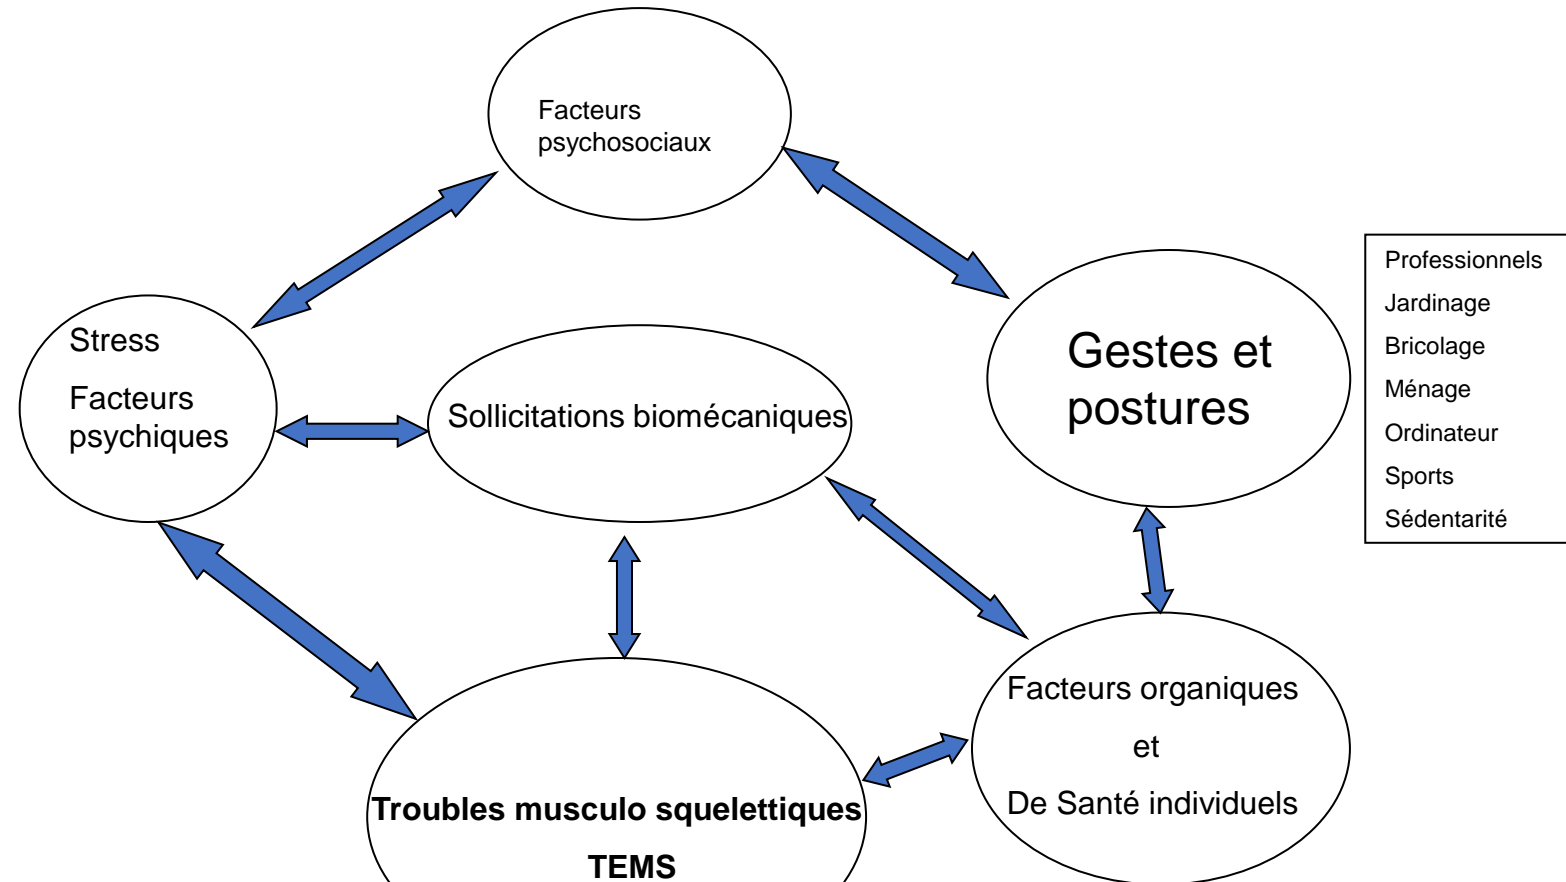 Facteurs
psychosociaux
Stress
Facteurs
psychiques
Sollicitations biomécaniques
Gestes et
postures
Professionnels
Jardinage
Bricolage
Ménage
Ordinateur
Sports
Sédentarité
Facteurs organiques
et
De Santé individuels
Troubles musculo squelettiques
TEMS